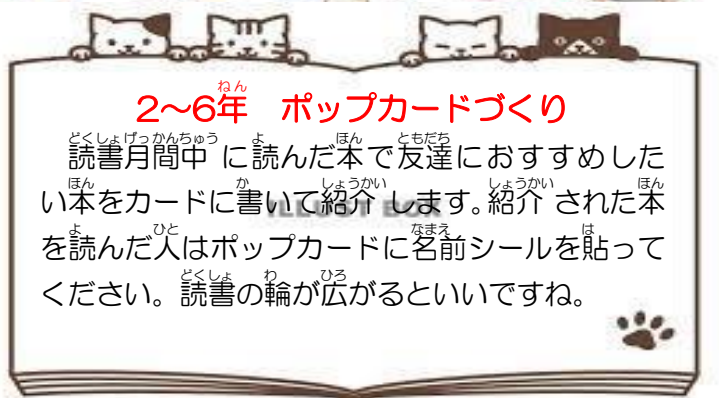 2～6年　ポップカードづくり
読書月間中に読んだ本で友達におすすめした
い本をカードに書いて紹介します。紹介された本
を読んだ人はポップカードに名前シールを貼って
ください。読書の輪が広がるといいですね。
ILLUST BOX